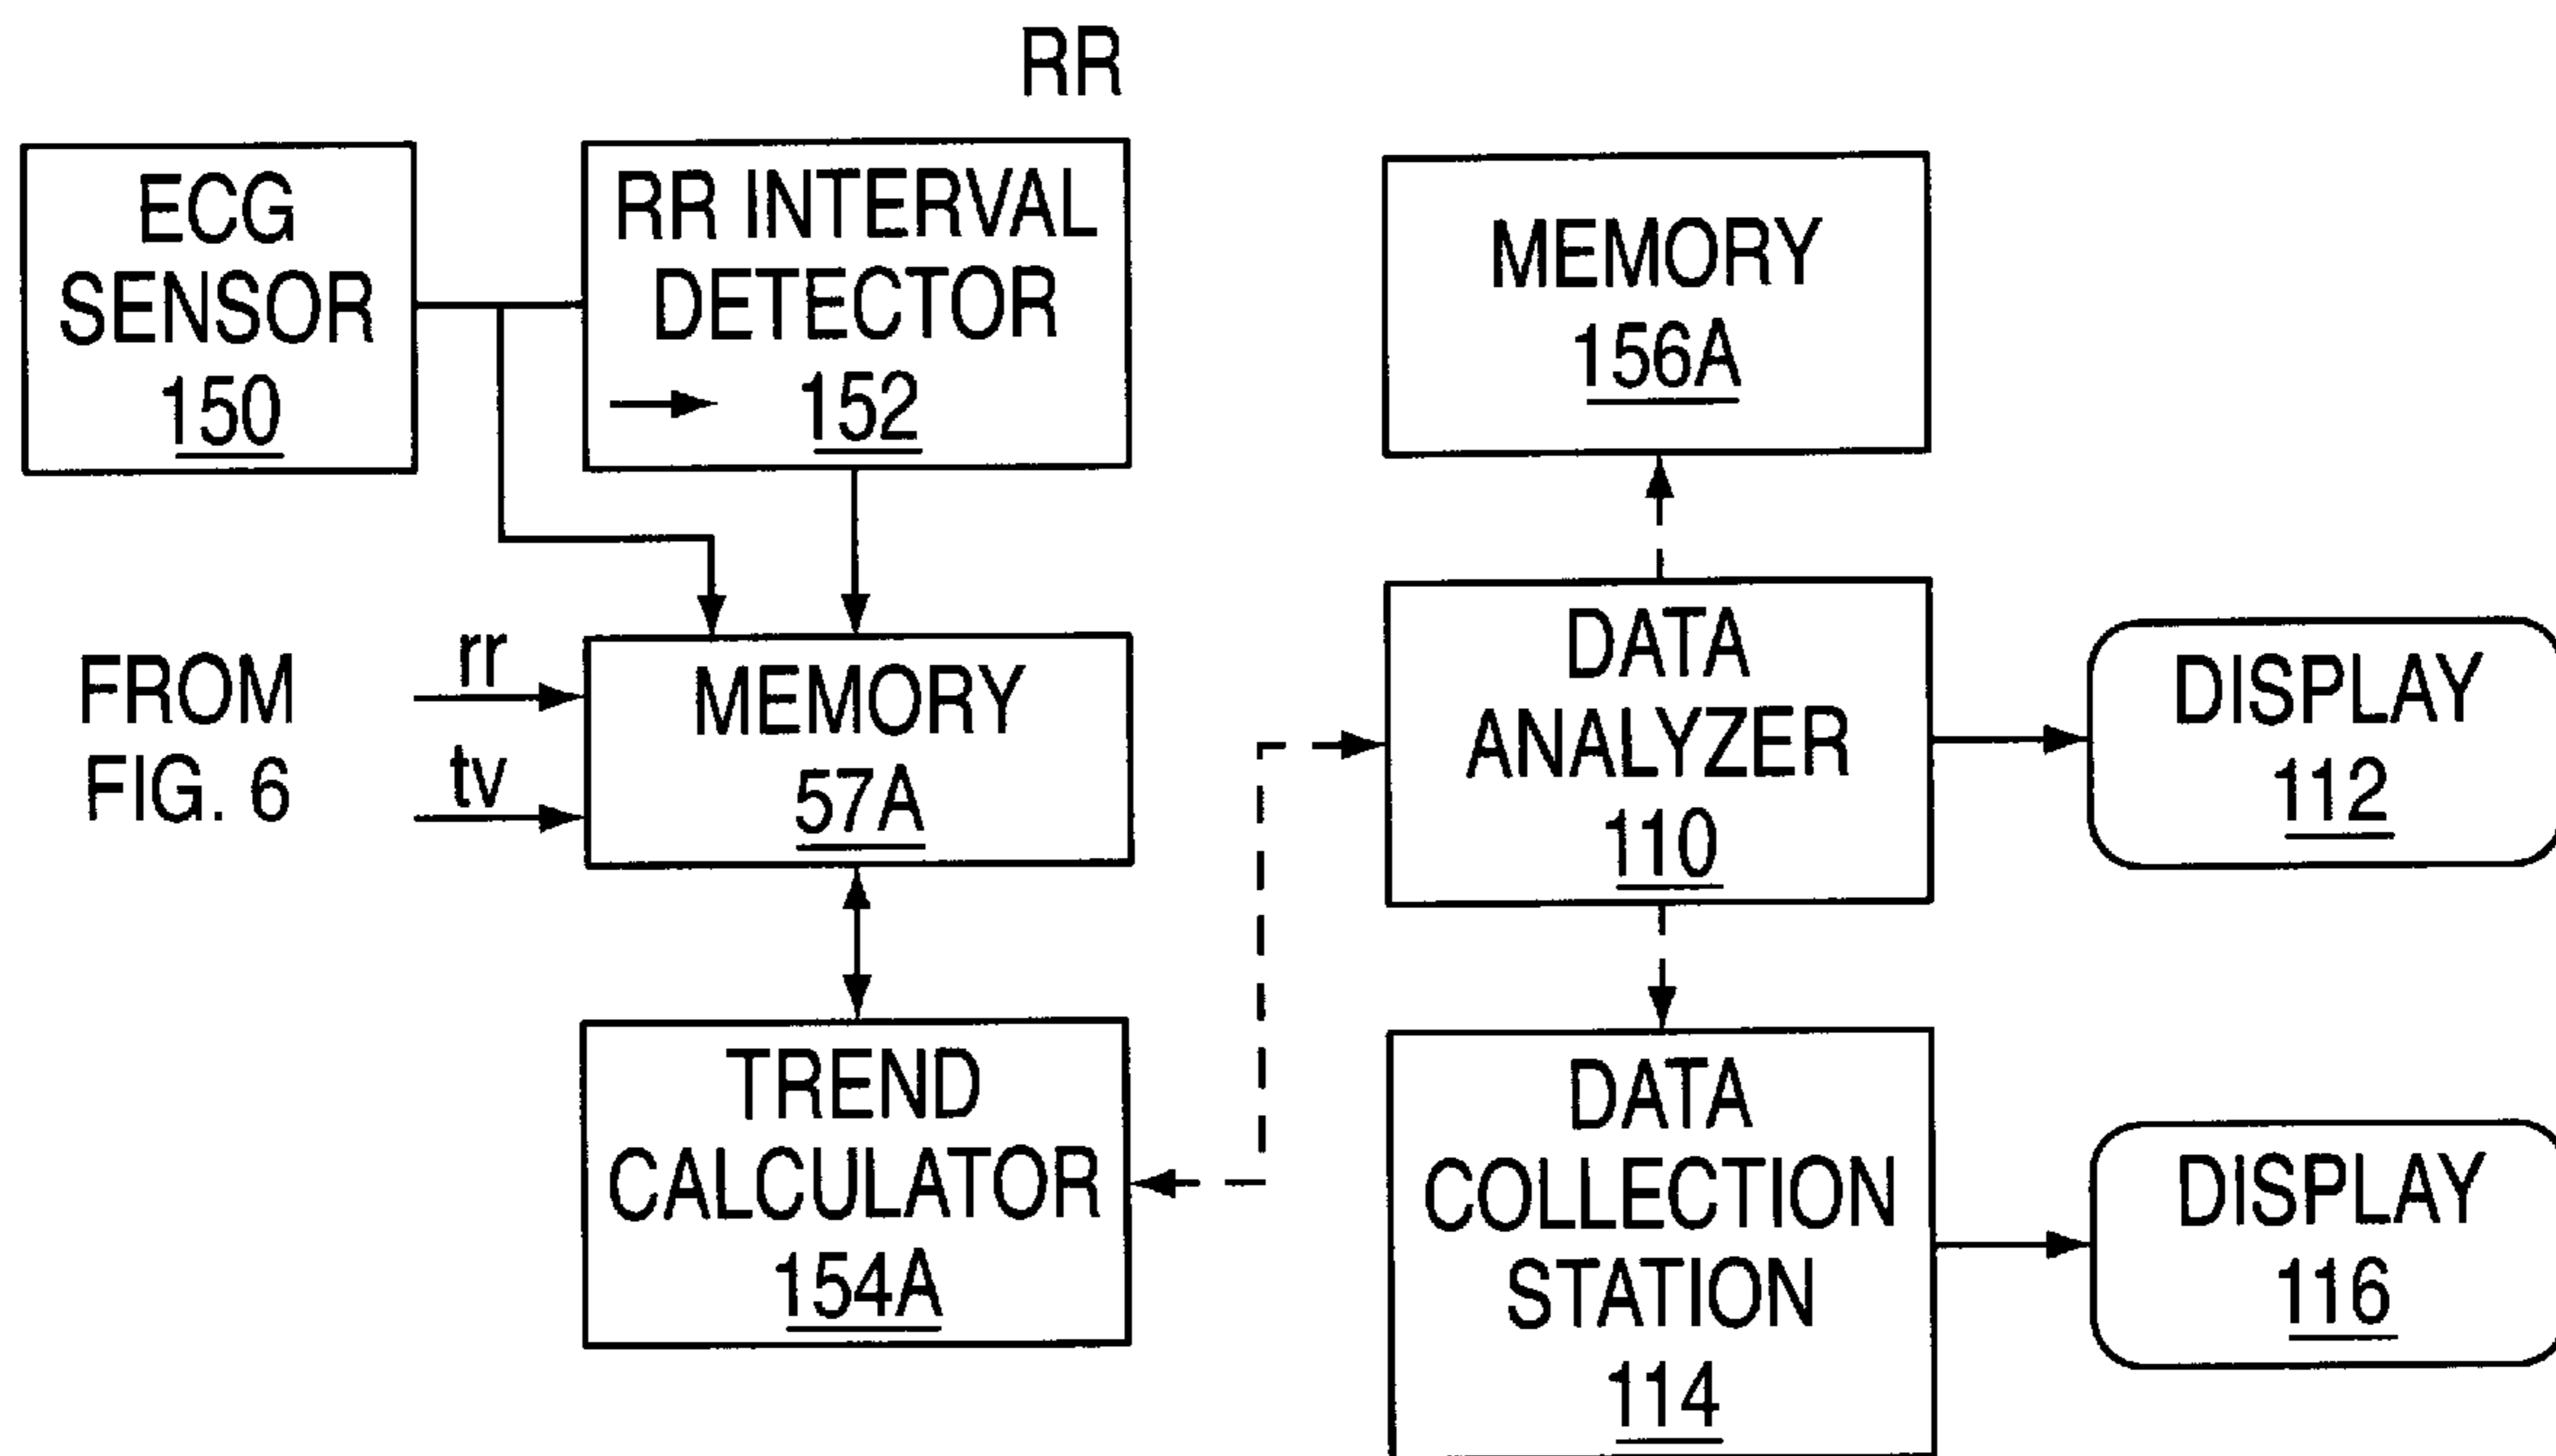 RR
ECG
SENSOR
150
RR INTERVAL
DETECTOR
152
MEMORY
156A
FROM
FIG. 6
rr
tv
MEMORY
57A
DATA
ANALYZER
110
DISPLAY
112
TREND
CALCULATOR
154A
DATA
COLLECTION
STATION
114
DISPLAY
116